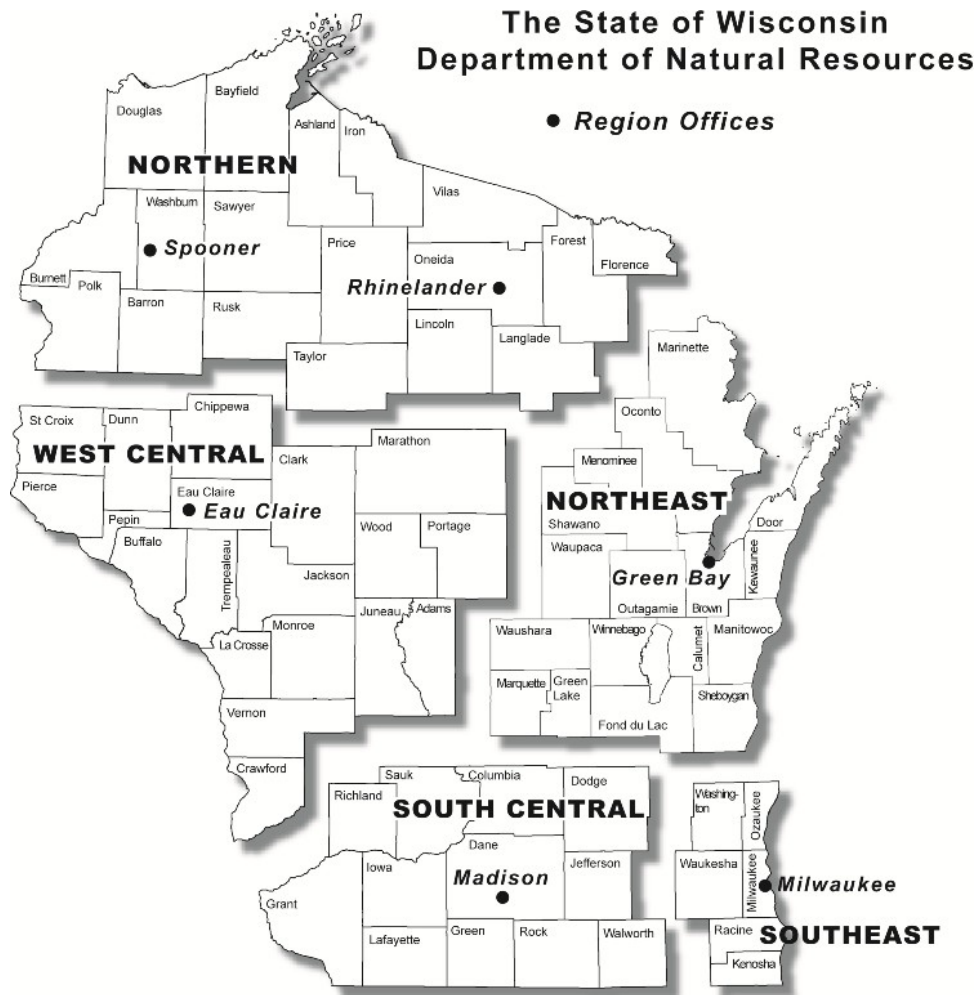 The State of Wisconsin
Department of Natural Resources
Region Offices
NORTHERN
Douglas
Bayfield
Ashland
Iron
Vilas
Washburn
Sawyer
Spooner
Price
Oneida
Forest
Florence
Burnett
Polk
Barron
Rusk
Rhinelander
Lincoln
Langlade
Taylor
WEST CENTRAL
St Croix
Dunn
Chippewa
Clark
Marathon
Pierce
Eau Claire
Eau Claire
Pepin
Buffalo
Trempealeau
Jackson
Wood
Portage
Juneau
Adams
Monroe
La Crosse
Vernon
Crawford
NORTHEAST
Marinette
Oconto
Menominee
Shawano
Waupaca
Door
Kewaunee
Green Bay
Outagamie
Brown
Waushara
Winnebago
Calumet
Manitowoc
Marquette
Green
Lake
Fond du Lac
Sheboygan
SOUTH CENTRAL
Sauk
Columbia
Dodge
Richland
Dane
Jefferson
Iowa
Madison
Grant
Lafayette
Green
Rock
Walworth
Washing-
ton
Ozaukee
Waukesha
Milwaukee
Milwaukee
Racine
SOUTHEAST
Kenosha